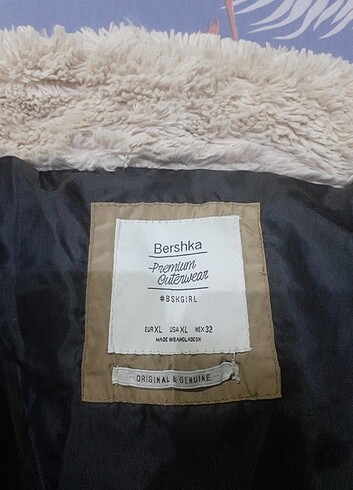 Bershka
Premium
Outerwear
#BSKGIRL
EUR XL USA XL MEX 32
MADE IN BANGLADESH
ORIGINAL & GENUINE